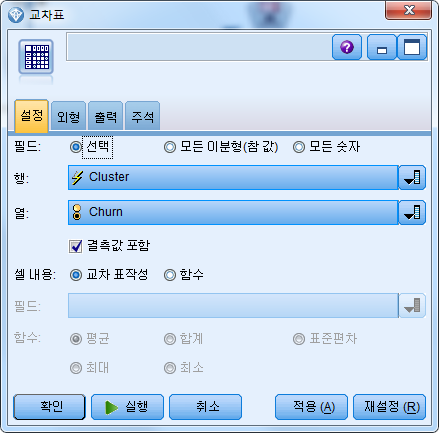 교차표
설정 외형 출력 주석
필드: 선택 모든 이분형(참 값) 모든 숫자
행: Cluster
열: Churn
결측값 포함
셀 내용: 교차 표작성 함수
필드:
함수: 평균 합계 표준편차
최대 최소
확인 실행 취소 적용 (A) 재설정 (R)